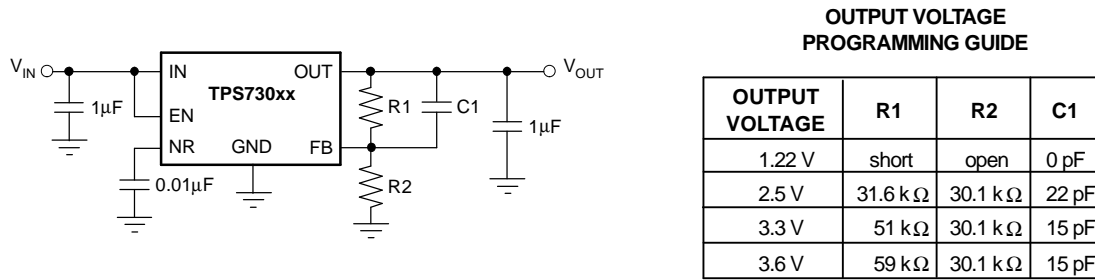 OUTPUT VOLTAGE
PROGRAMMING GUIDE
V_IN
IN
OUT
V_OUT
TPS730xx
1μF
EN
R1
C1
1μF
NR
GND
FB
0.01μF
R2
OUTPUT VOLTAGE R1 R2 C1
1.22 V short open 0 pF
2.5 V 31.6 kΩ 30.1 kΩ 22 pF
3.3 V 51 kΩ 30.1 kΩ 15 pF
3.6 V 59 kΩ 30.1 kΩ 15 pF